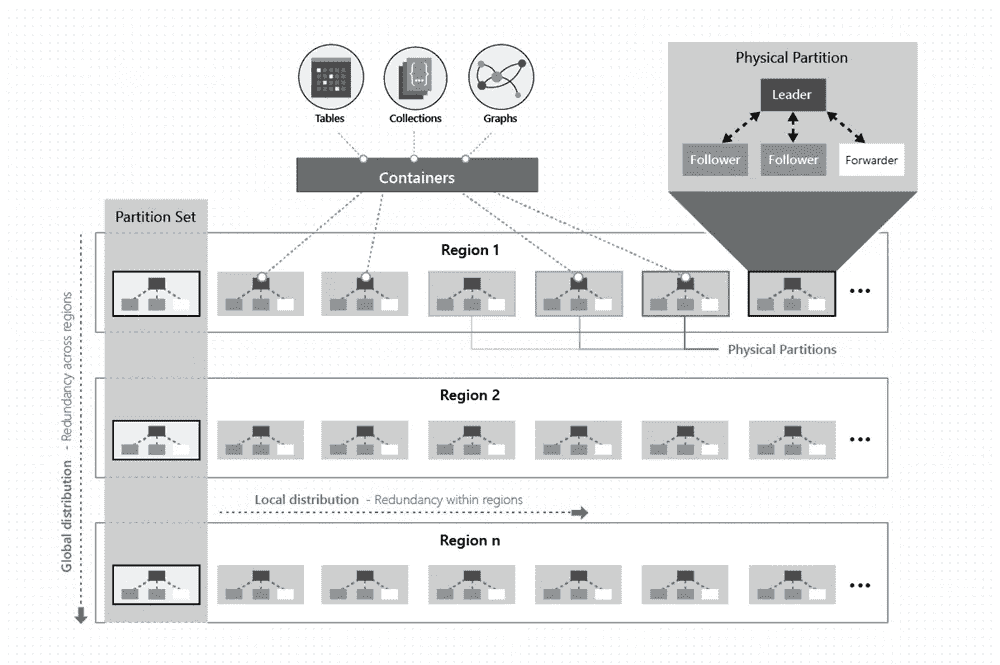 Physical Partition
Leader
Follower
Follower
Forwarder
{...}
Tables
Collections
Graphs
Containers
Partition Set
Region 1
...
Physical Partitions
Region 2
...
Local distribution - Redundancy within regions
Region n
...
Global distribution - Redundancy across regions